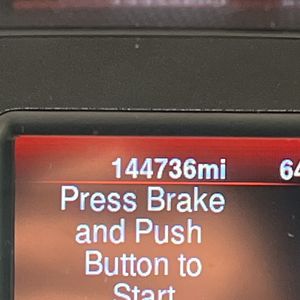 144736mi 64
Press Brake
and Push
Button to
Start